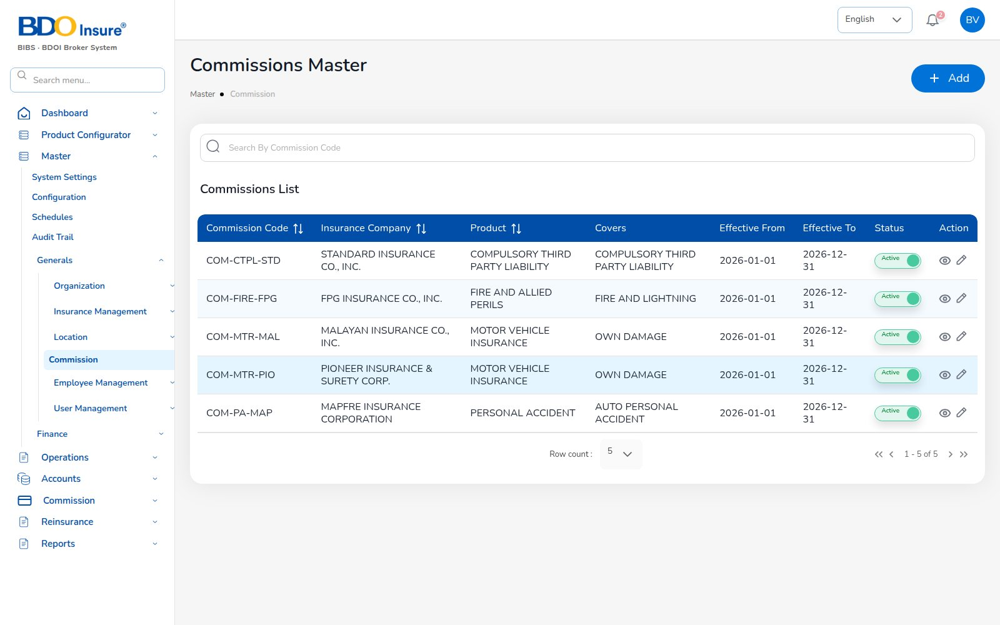 BDO Insure®
BIBS · BDOI Broker System
Search menu...
Dashboard
Product Configurator
Master
System Settings
Configuration
Schedules
Audit Trail
Generals
Organization
Insurance Management
Location
Commission
Employee Management
User Management
Finance
Operations
Accounts
Commission
Reinsurance
Reports
English
2
BV
Commissions Master
Master • Commission
Add
Search By Commission Code
Commissions List
Commission Code Insurance Company Product Covers Effective From Effective To Status Action
COM-CTPL-STD STANDARD INSURANCE COMPULSORY THIRD COMPULSORY THIRD 2026-01-01 2026-12- Active
CO., INC. PARTY LIABILITY PARTY LIABILITY 31
COM-FIRE-FPG FPG INSURANCE CO., INC. FIRE AND ALLIED FIRE AND LIGHTNING 2026-01-01 2026-12- Active
PERILS 31
COM-MTR-MAL MALAYAN INSURANCE CO., MOTOR VEHICLE OWN DAMAGE 2026-01-01 2026-12- Active
INC. INSURANCE 31
COM-MTR-PIO PIONEER INSURANCE & MOTOR VEHICLE OWN DAMAGE 2026-01-01 2026-12- Active
SURETY CORP. INSURANCE 31
COM-PA-MAP MAPFRE INSURANCE PERSONAL ACCIDENT AUTO PERSONAL 2026-01-01 2026-12- Active
CORPORATION ACCIDENT 31
Row count : 5 1 - 5 of 5